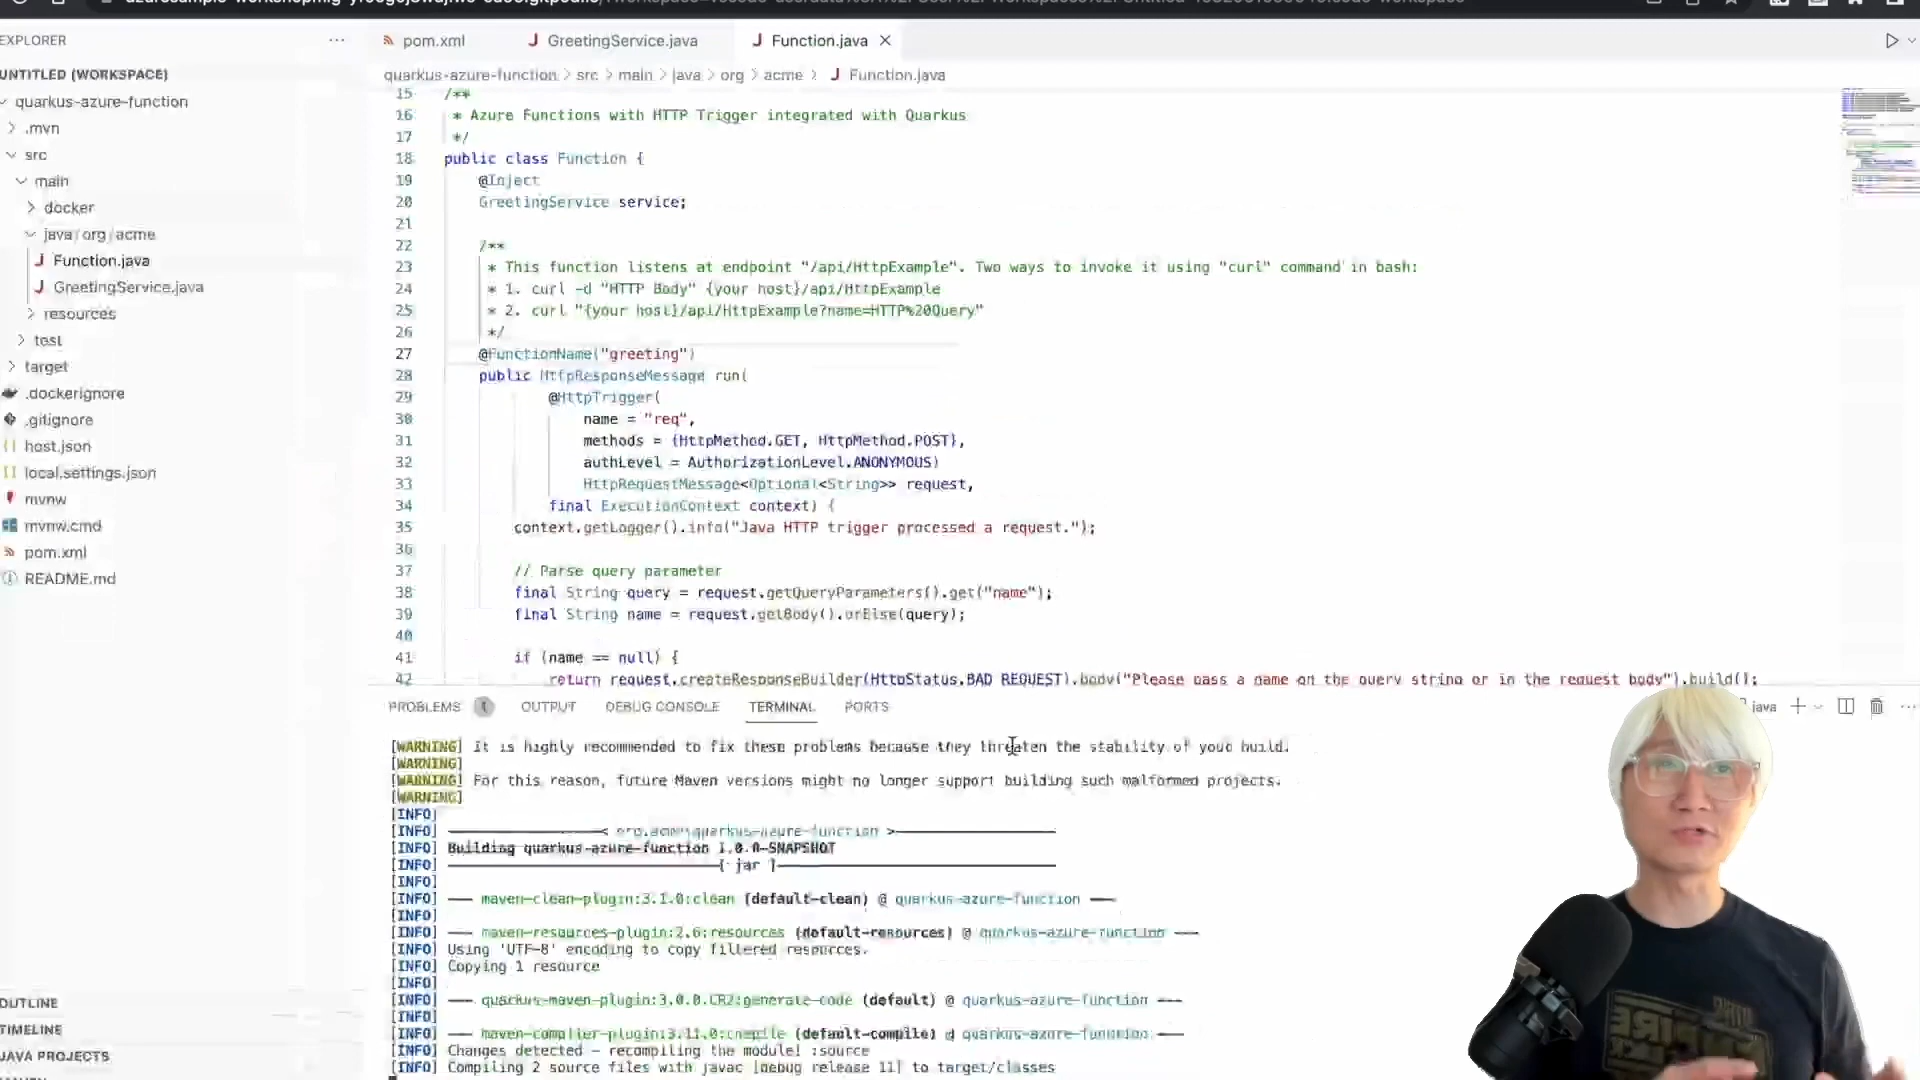 EXPLORER
pom.xml
GreetingService.java
Function.java
UNTITLED (WORKSPACE)
quarkus-azure-function > src > main > java > org > acme > Function.java
quarkus-azure-function
.mvn
src
main
docker
java/org/acme
Function.java
GreetingService.java
resources
test
target
.dockerignore
.gitignore
host.json
local.settings.json
mvnw
mvnw.cmd
pom.xml
README.md
15 /**
16 * Azure Functions with HTTP Trigger integrated with Quarkus
17 */
18 public class Function {
19 @Inject
20 GreetingService service;
21
22 /**
23 * This function listens at endpoint "/api/HttpExample". Two ways to invoke it using "curl" command in bash:
24 * 1. curl -d "HTTP Body" {your host}/api/HttpExample
25 * 2. curl "{your host}/api/HttpExample?name=HTTP%20Query"
26 */
27 @FunctionName("greeting")
28 public HttpResponseMessage run(
29 @HttpTrigger(
30 name = "req",
31 methods = {HttpMethod.GET, HttpMethod.POST},
32 authLevel = AuthorizationLevel.ANONYMOUS)
33 HttpRequestMessage<Optional<String>> request,
34 final ExecutionContext context) {
35 context.getLogger().info("Java HTTP trigger processed a request.");
36
37 // Parse query parameter
38 final String query = request.getQueryParameters().get("name");
39 final String name = request.getBody().orElse(query);
40
41 if (name == null) {
42 return request.createResponseBuilder(HttpStatus.BAD_REQUEST).body("Please pass a name on the query string or in the request body").build();
PROBLEMS 1 OUTPUT DEBUG CONSOLE TERMINAL PORTS
java
[WARNING] It is highly recommended to fix these problems because they threaten the stability of your build.
[WARNING]
[WARNING] For this reason, future Maven versions might no longer support building such malformed projects.
[WARNING]
[INFO]
[INFO] < org.acme:quarkus-azure-function >
[INFO] Building quarkus-azure-function 1.0.0-SNAPSHOT
[INFO] [ jar ]
[INFO]
[INFO] --- maven-clean-plugin:3.1.0:clean (default-clean) @ quarkus-azure-function ---
[INFO]
[INFO] --- maven-resources-plugin:2.6:resources (default-resources) @ quarkus-azure-function ---
[INFO] Using 'UTF-8' encoding to copy filtered resources.
[INFO] Copying 1 resource
[INFO]
[INFO] --- quarkus-maven-plugin:3.0.0.CR2:generate-code (default) @ quarkus-azure-function ---
[INFO]
[INFO] --- maven-compiler-plugin:3.11.0:compile (default-compile) @ quarkus-azure-function ---
[INFO] Changes detected - recompiling the module! :source
[INFO] Compiling 2 source files with javac [debug release 11] to target/classes
OUTLINE
TIMELINE
JAVA PROJECTS